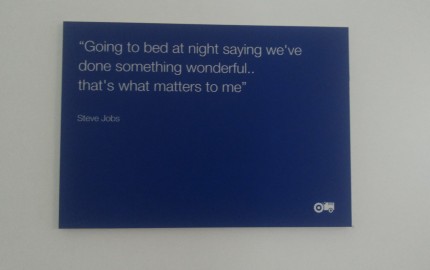 “Going to bed at night saying we've
done something wonderful..
that's what matters to me”
Steve Jobs